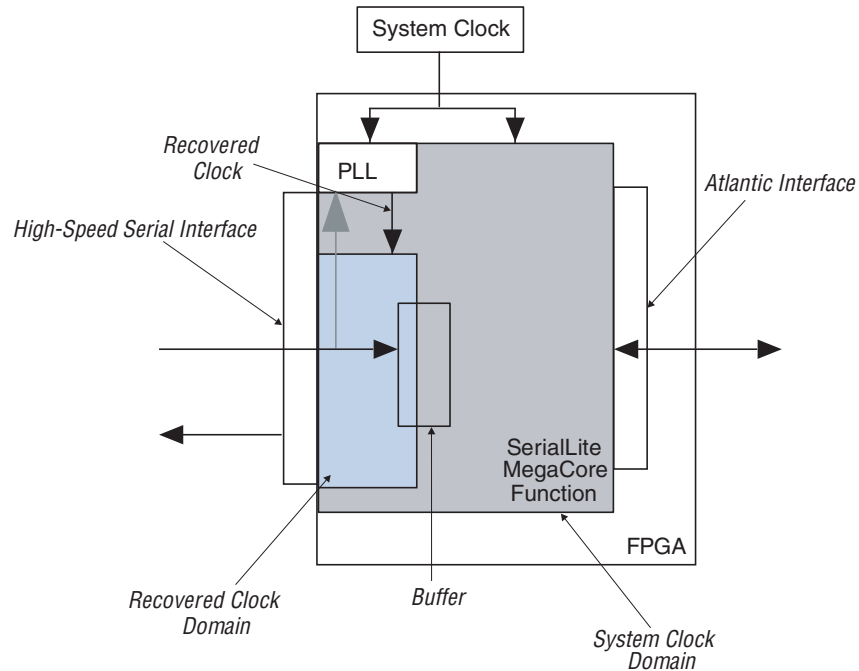 System Clock
Recovered
Clock
PLL
Atlantic Interface
High-Speed Serial Interface
SerialLite
MegaCore
Function
FPGA
Recovered Clock
Domain
Buffer
System Clock
Domain